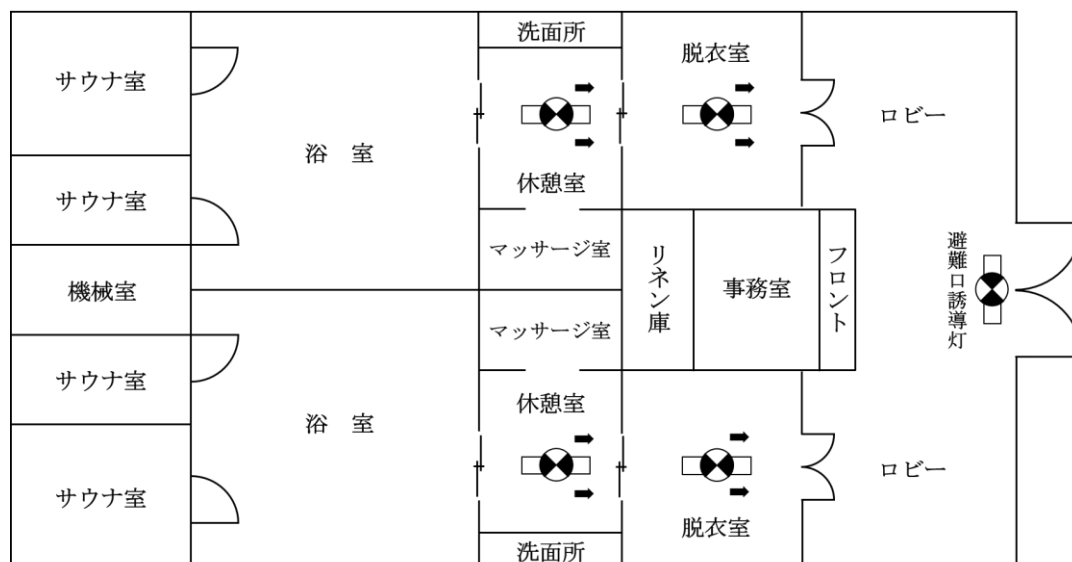 洗面所
脱衣室
サウナ室
ロビー
浴　室
休憩室
サウナ室
マッサージ室
リネン庫
事務室
フロント
避難口誘導灯
機械室
マッサージ室
サウナ室
休憩室
浴　室
ロビー
サウナ室
脱衣室
洗面所